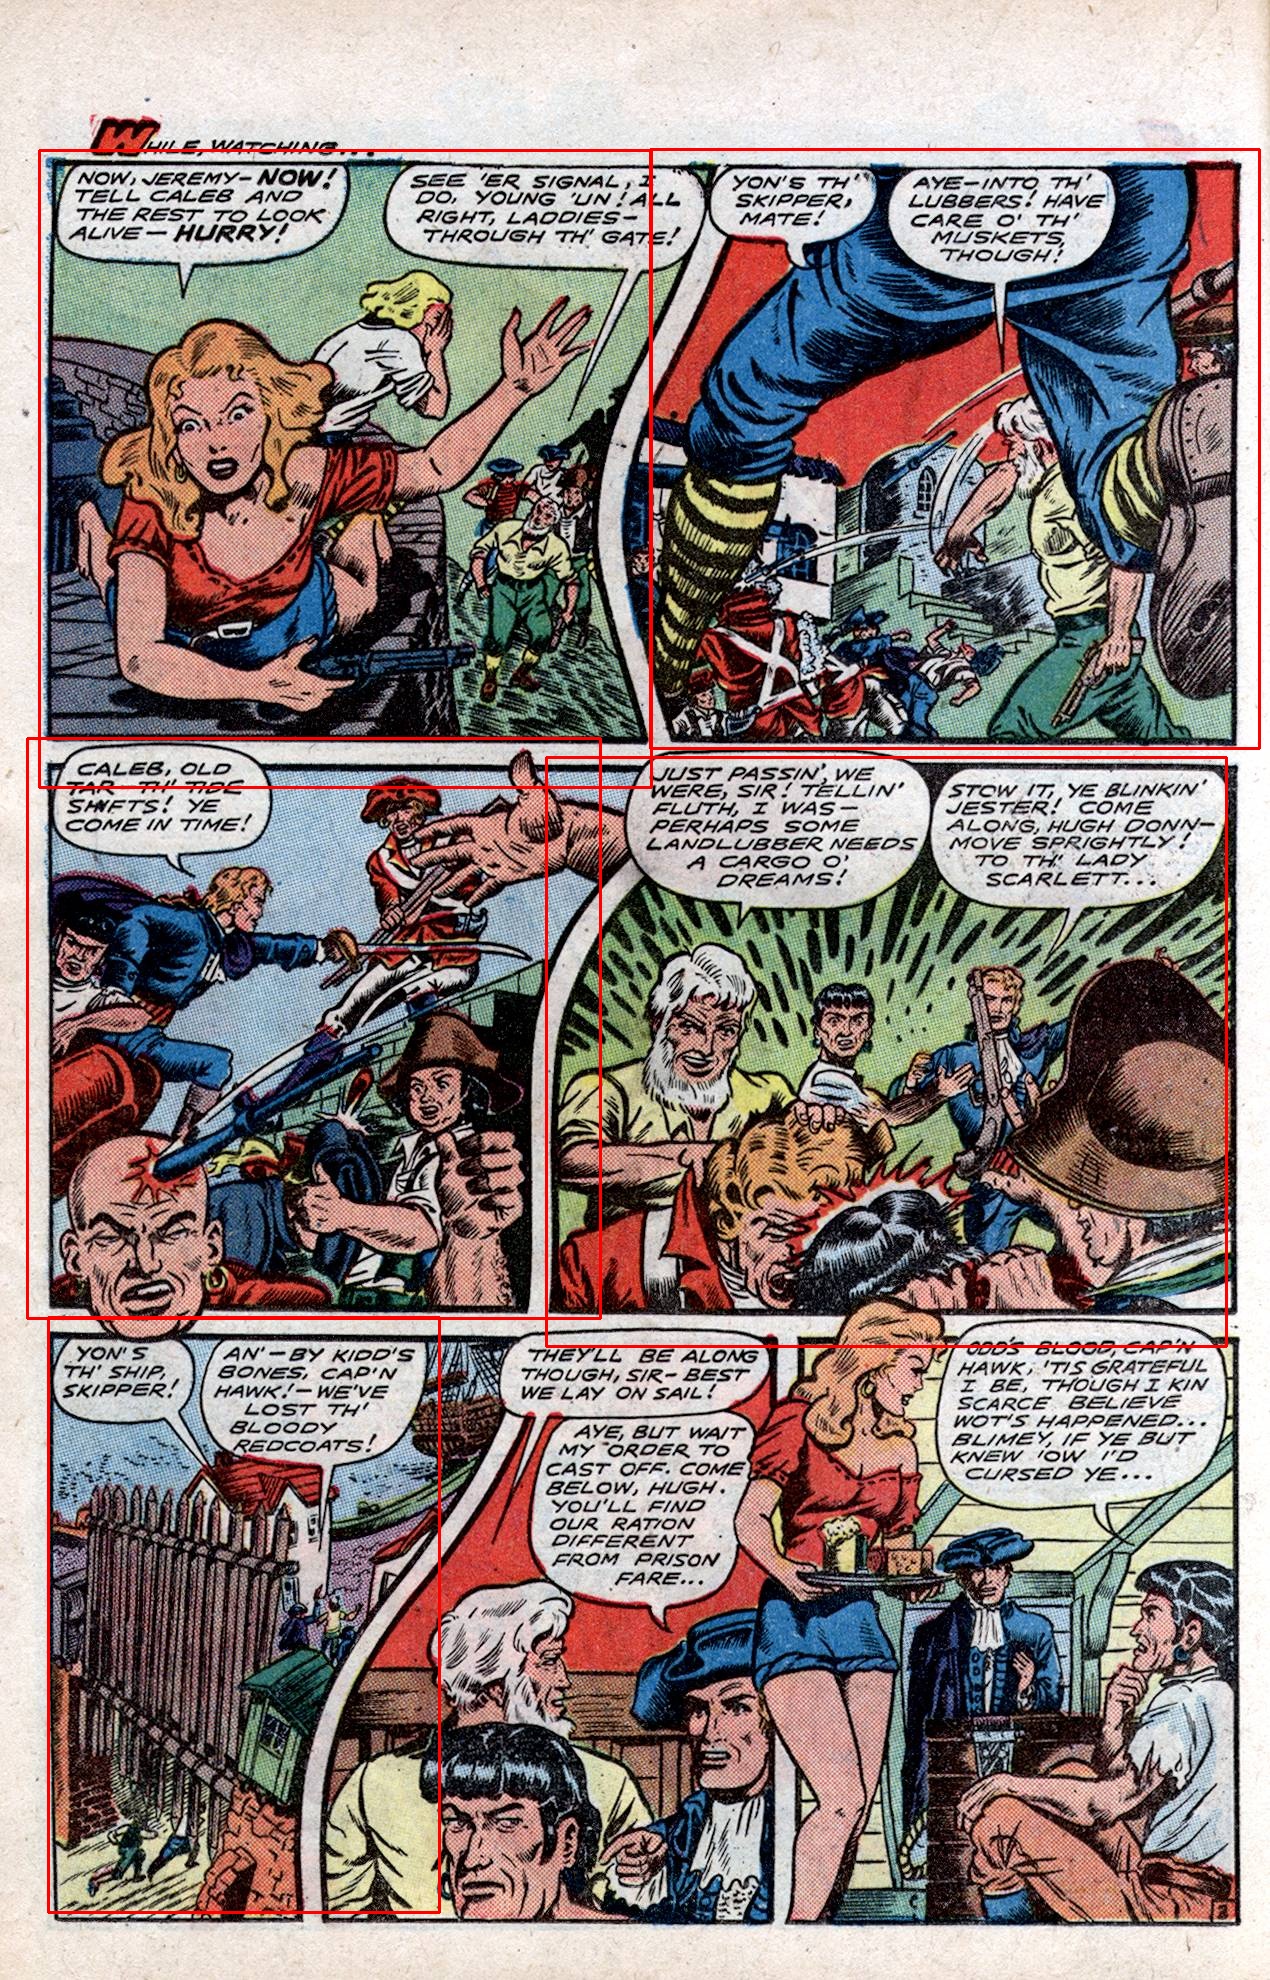 WHILE, WATCHING...
NOW, JEREMY- NOW!
TELL CALEB AND
THE REST TO LOOK
ALIVE- HURRY!
SEE 'ER SIGNAL, I
DO, YOUNG 'UN! ALL
RIGHT, LADDIES-
THROUGH TH' GATE!
YON'S TH'
SKIPPER,
MATE!
AYE-INTO TH'
LUBBERS! HAVE
CARE O' TH'
MUSKETS,
THOUGH!
CALEB, OLD
TAR- TH' TIDE
SHIFTS! YE
COME IN TIME!
JUST PASSIN', WE
WERE, SIR! TELLIN'
FLUTH, I WAS-
PERHAPS SOME
LANDLUBBER NEEDS
A CARGO O'
DREAMS!
STOW IT, YE BLINKIN'
JESTER! COME
ALONG, HUGH DONN-
MOVE SPRIGHTLY!
TO TH' LADY
SCARLETT...
YON'S
TH' SHIP,
SKIPPER!
AN'-BY KIDD'S
BONES, CAP'N
HAWK!-WE'VE
LOST TH'
BLOODY
REDCOATS!
THEY'LL BE ALONG
THOUGH, SIR-BEST
WE LAY ON SAIL!
AYE, BUT WAIT
MY ORDER TO
CAST OFF. COME
BELOW, HUGH.
YOU'LL FIND
OUR RATION
DIFFERENT
FROM PRISON
FARE...
ODD'S BLOOD, CAP'N
HAWK, 'TIS GRATEFUL
I BE, THOUGH I KIN
SCARCE BELIEVE
WOT'S HAPPENED...
BLIMEY, IF YE BUT
KNEW 'OW I'D
CURSED YE...
2